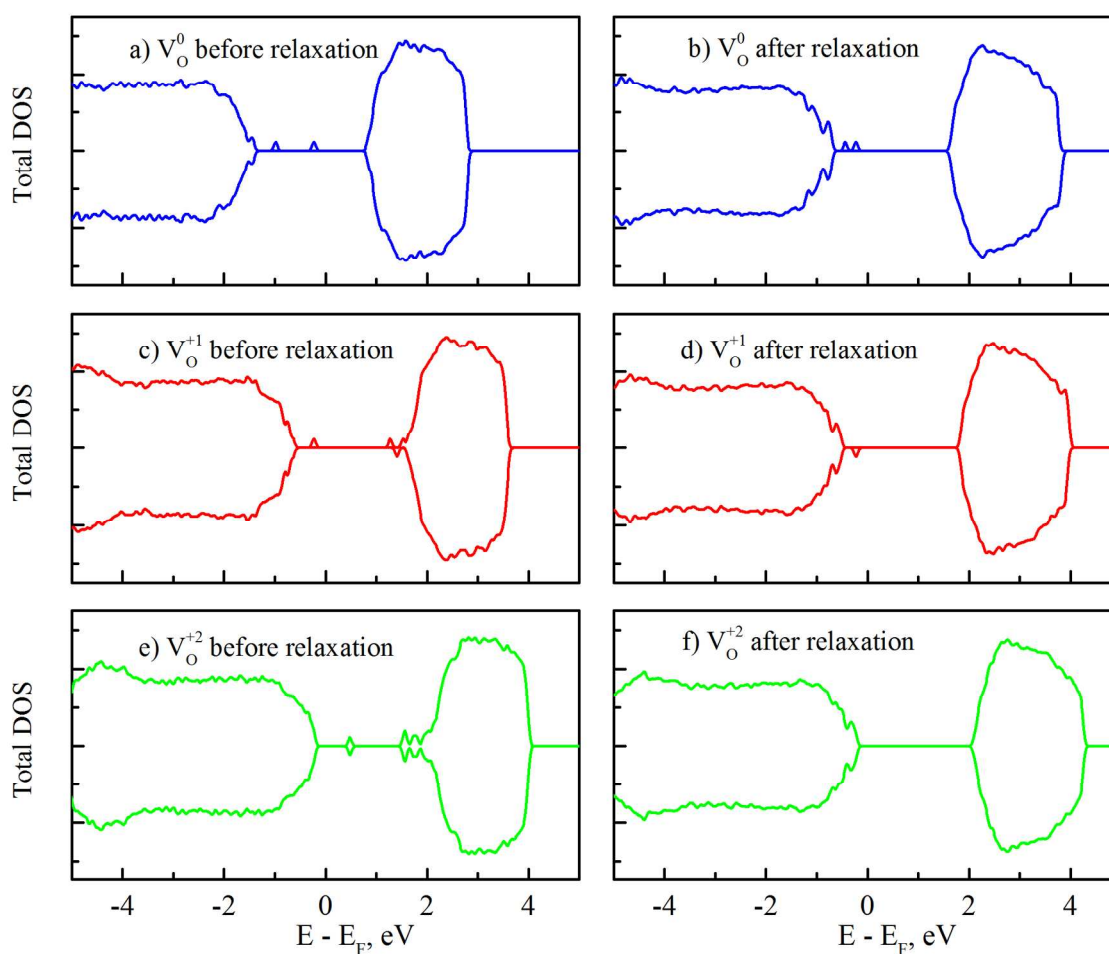 a) V_O^0 before relaxation
b) V_O^0 after relaxation
Total DOS
c) V_O^{+1} before relaxation
d) V_O^{+1} after relaxation
Total DOS
e) V_O^{+2} before relaxation
f) V_O^{+2} after relaxation
Total DOS
-4 -2 0 2 4 -4 -2 0 2 4
E - E_F, eV E - E_F, eV